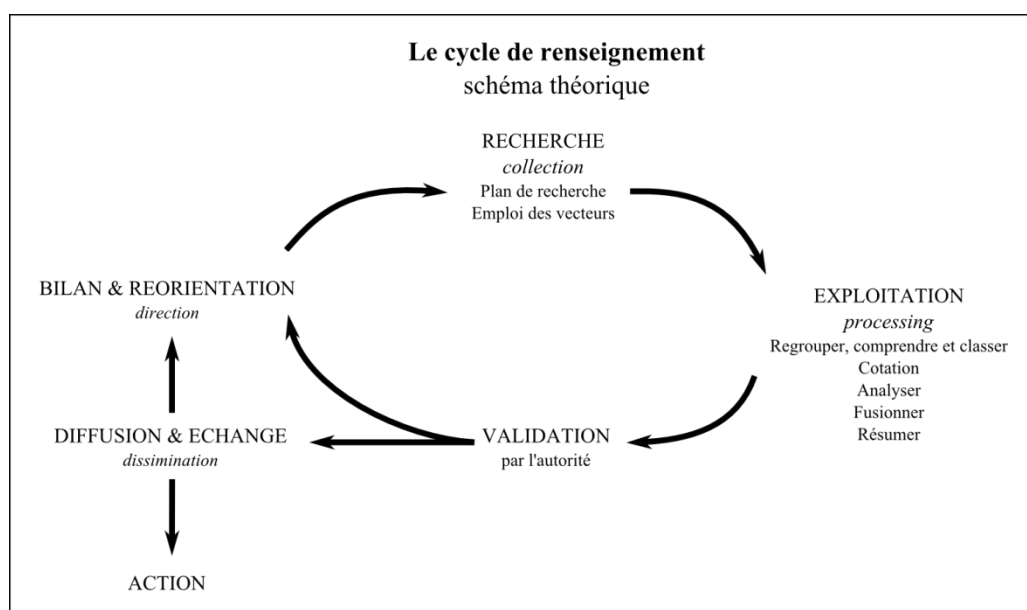 Le cycle de renseignement
schéma théorique
RECHERCHE
collection
Plan de recherche
Emploi des vecteurs
BILAN & REORIENTATION
direction
EXPLOITATION
processing
Regrouper, comprendre et classer
Cotation
Analyser
Fusionner
Résumer
DIFFUSION & ECHANGE
dissimination
VALIDATION
par l'autorité
ACTION